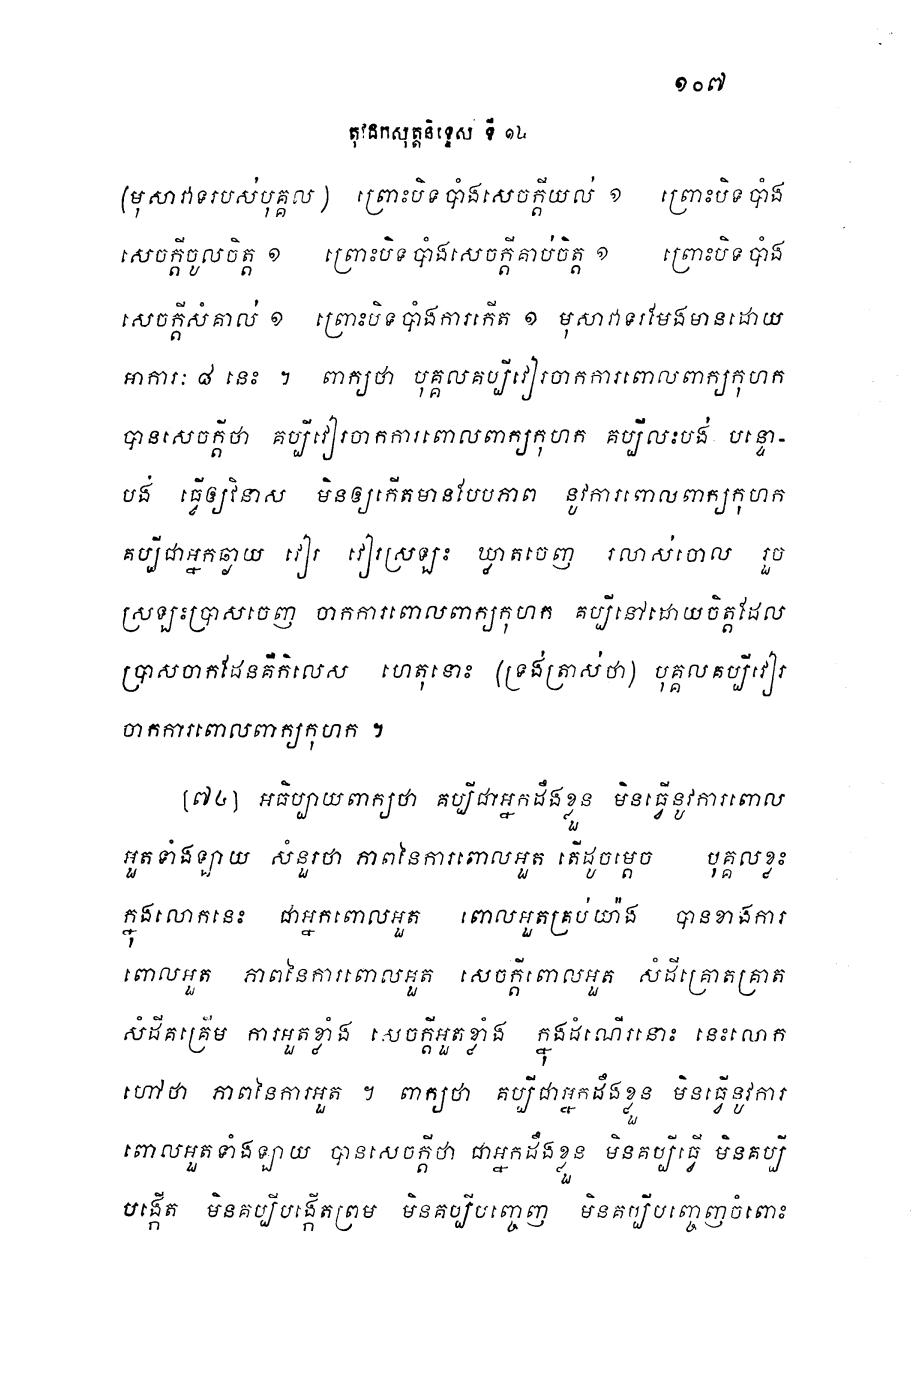 ១០៧
តុវដកសុត្តនិទ្ទេស ទី ១៤
(មុសាវាទរបស់បុគ្គល) ព្រោះបិទបាំងសេចក្តីយល់ ១ ព្រោះបិទបាំង
សេចក្តីចូលចិត្ត ១ ព្រោះបិទបាំងសេចក្តីគាប់ចិត្ត ១ ព្រោះបិទបាំង
សេចក្តីសំគាល់ ១ ព្រោះបិទបាំងការកើត ១ មុសាវាទរមែងមានដោយ
អាការៈ ៨ នេះ ។ ពាក្យថា បុគ្គលគប្បីវៀរចាកការពោលពាក្យកុហក
បានសេចក្តីថា គប្បីវៀរចាកការពោលពាក្យកុហក គប្បីលះបង់ បន្ទោ-
បង់ ធ្វើឲ្យវិនាស មិនឲ្យកើតមានបែបភាព នូវការពោលពាក្យកុហក
គប្បីជាអ្នកឆ្ងាយ វៀរ វៀរស្រឡះ ឃ្លាតចេញ រលាស់ចោល រួច
ស្រឡះប្រាសចេញ ចាកការពោលពាក្យកុហក គប្បីនៅដោយចិត្តដែល
ប្រាសចាកដែនគឺកិលេស ហេតុនោះ (ទ្រង់ត្រាស់ថា) បុគ្គលគប្បីវៀរ
ចាកការពោលពាក្យកុហក ។
[៧៤] អធិប្បាយពាក្យថា គប្បីជាអ្នកដឹងខ្លួន មិនធ្វើនូវការពោល
អួតទាំងឡាយ សំនួរថា ភាពនៃការពោលអួត តើដូចម្តេច បុគ្គលខ្លះ
ក្នុងលោកនេះ ជាអ្នកពោលអួត ពោលអួតគ្រប់យ៉ាង បានខាងការ
ពោលអួត ភាពនៃការពោលអួត សេចក្តីពោលអួត សំដីគ្រោតគ្រាត
សំដីគគ្រើម ការអួតខ្លាំង សេចក្តីអួតខ្លាំង ក្នុងដំណើរនោះ នេះលោក
ហៅថា ភាពនៃការអួត ។ ពាក្យថា គប្បីជាអ្នកដឹងខ្លួន មិនធ្វើនូវការ
ពោលអួតទាំងឡាយ បានសេចក្តីថា ជាអ្នកដឹងខ្លួន មិនគប្បីធ្វើ មិនគប្បី
បង្កើត មិនគប្បីបង្កើតព្រម មិនគប្បីបញ្ចេញ មិនគប្បីបញ្ចេញចំពោះ